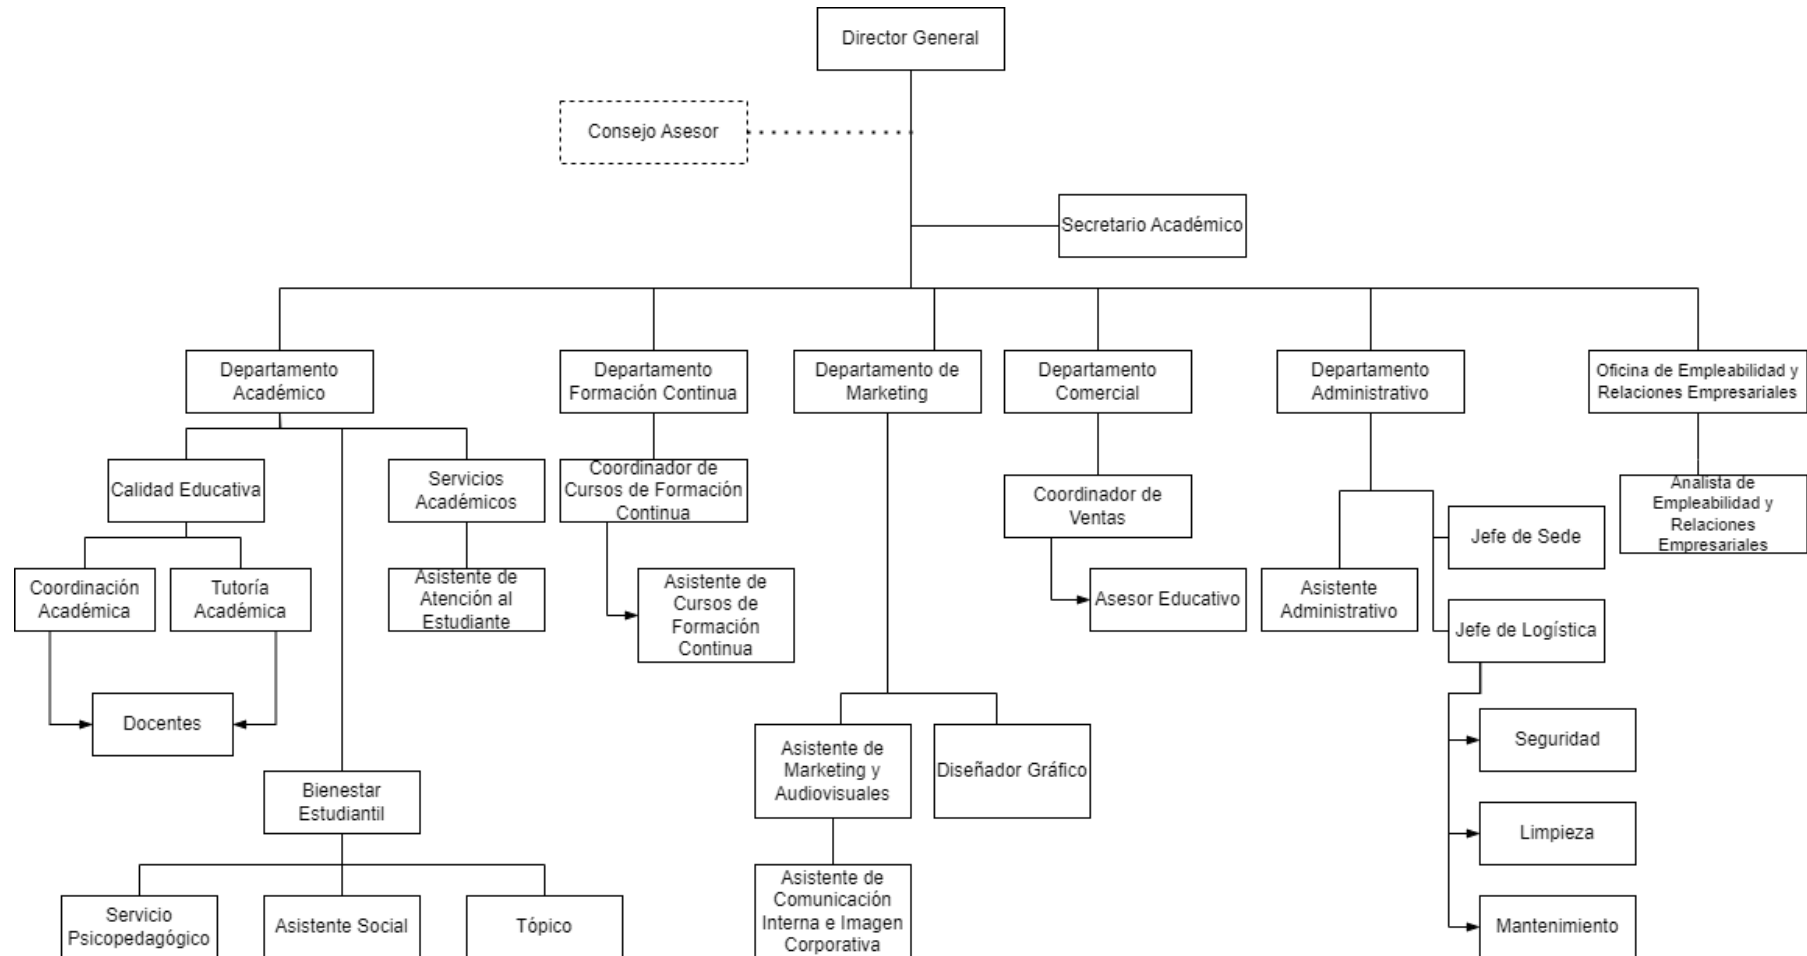 Director General
Consejo Asesor
Secretario Académico
Departamento
Académico
Departamento
Formación Continua
Departamento de
Marketing
Departamento
Comercial
Departamento
Administrativo
Oficina de Empleabilidad y
Relaciones Empresariales
Calidad Educativa
Servicios
Académicos
Coordinador de
Cursos de Formación
Continua
Coordinador de
Ventas
Analista de
Empleabilidad y
Relaciones
Empresariales
Jefe de Sede
Coordinación
Académica
Tutoría
Académica
Asistente de
Atención al
Estudiante
Asistente de
Cursos de
Formación
Continua
Asesor Educativo
Asistente
Administrativo
Jefe de Logística
Docentes
Asistente de
Marketing y
Audiovisuales
Diseñador Gráfico
Seguridad
Bienestar
Estudiantil
Limpieza
Servicio
Psicopedagógico
Asistente Social
Tópico
Asistente de
Comunicación
Interna e Imagen
Corporativa
Mantenimiento